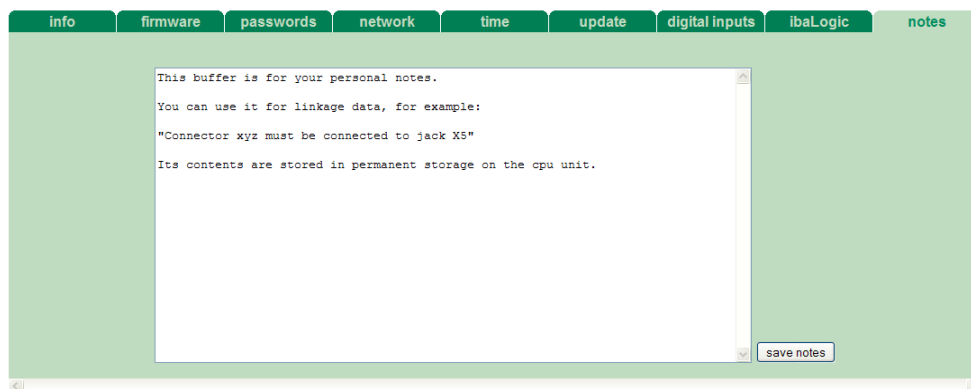 info firmware passwords network time update digital inputs ibaLogic notes
This buffer is for your personal notes.
You can use it for linkage data, for example:
"Connector xyz must be connected to jack X5"
Its contents are stored in permanent storage on the cpu unit.
save notes